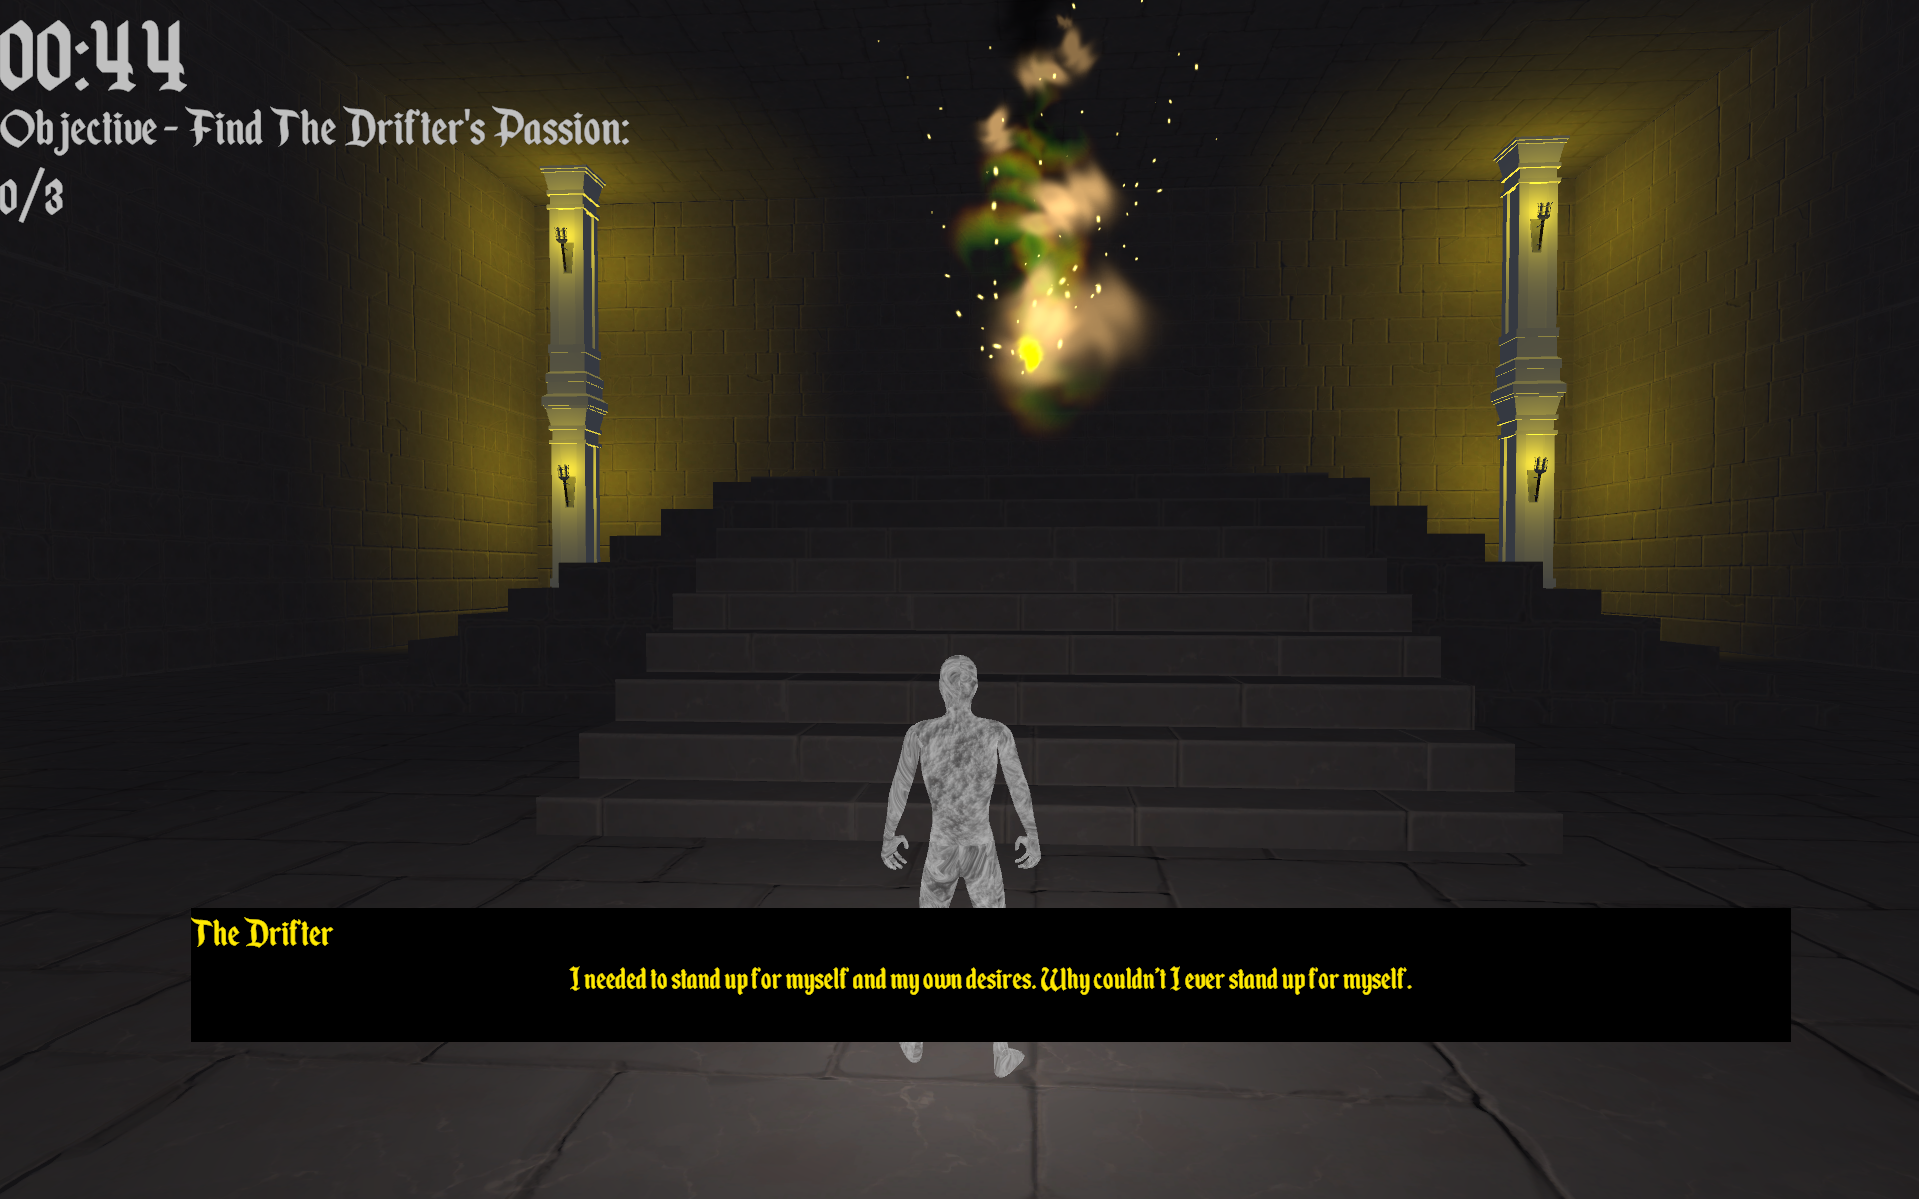 00:44
Objective - Find The Drifter's Passion:
0/3
The Drifter
I needed to stand up for myself and my own desires. Why couldn't I ever stand up for myself.